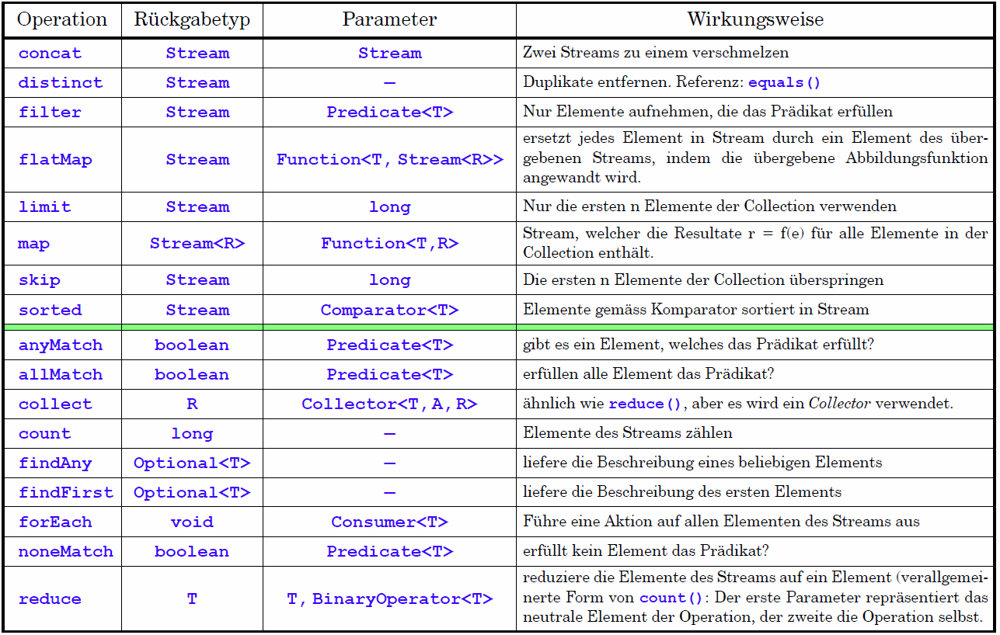 Operation Rückgabetyp Parameter Wirkungsweise
concat Stream Stream Zwei Streams zu einem verschmelzen
distinct Stream – Duplikate entfernen. Referenz: equals()
filter Stream Predicate<T> Nur Elemente aufnehmen, die das Prädikat erfüllen
flatMap Stream Function<T, Stream<R>> ersetzt jedes Element in Stream durch ein Element des über-
gebenen Streams, indem die übergebene Abbildungsfunktion
angewandt wird.
limit Stream long Nur die ersten n Elemente der Collection verwenden
map Stream<R> Function<T,R> Stream, welcher die Resultate r = f(e) für alle Elemente in der
Collection enthält.
skip Stream long Die ersten n Elemente der Collection überspringen
sorted Stream Comparator<T> Elemente gemäss Komparator sortiert in Stream
anyMatch boolean Predicate<T> gibt es ein Element, welches das Prädikat erfüllt?
allMatch boolean Predicate<T> erfüllen alle Element das Prädikat?
collect R Collector<T,A,R> ähnlich wie reduce(), aber es wird ein Collector verwendet.
count long – Elemente des Streams zählen
findAny Optional<T> – liefere die Beschreibung eines beliebigen Elements
findFirst Optional<T> – liefere die Beschreibung des ersten Elements
forEach void Consumer<T> Führe eine Aktion auf allen Elementen des Streams aus
noneMatch boolean Predicate<T> erfüllt kein Element das Prädikat?
reduce T T, BinaryOperator<T> reduziere die Elemente des Streams auf ein Element (verallgemei-
nerte Form von count(): Der erste Parameter repräsentiert das
neutrale Element der Operation, der zweite die Operation selbst.